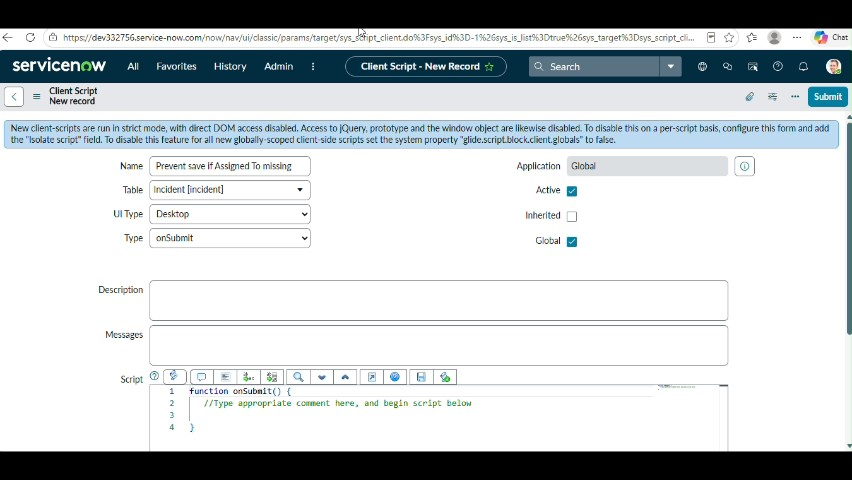 https://dev332756.service-now.com/now/nav/ui/classic/params/target/sys_script_client.do%3Fsys_id%3D-1%26sys_is_list%3Dtrue%26sys_target%3Dsys_script_cli...
Chat
servicenow All Favorites History Admin Client Script - New Record Search
Client Script
New record
Submit
New client-scripts are run in strict mode, with direct DOM access disabled. Access to jQuery, prototype and the window object are likewise disabled. To disable this on a per-script basis, configure this form and add
the "Isolate script" field. To disable this feature for all new globally-scoped client-side scripts set the system property "glide.script.block.client.globals" to false.
Name Prevent save if Assigned To missing Application Global
Table Incident [incident] Active
UI Type Desktop Inherited
Type onSubmit Global
Description
Messages
Script
1 function onSubmit() {
2 //Type appropriate comment here, and begin script below
3
4 }